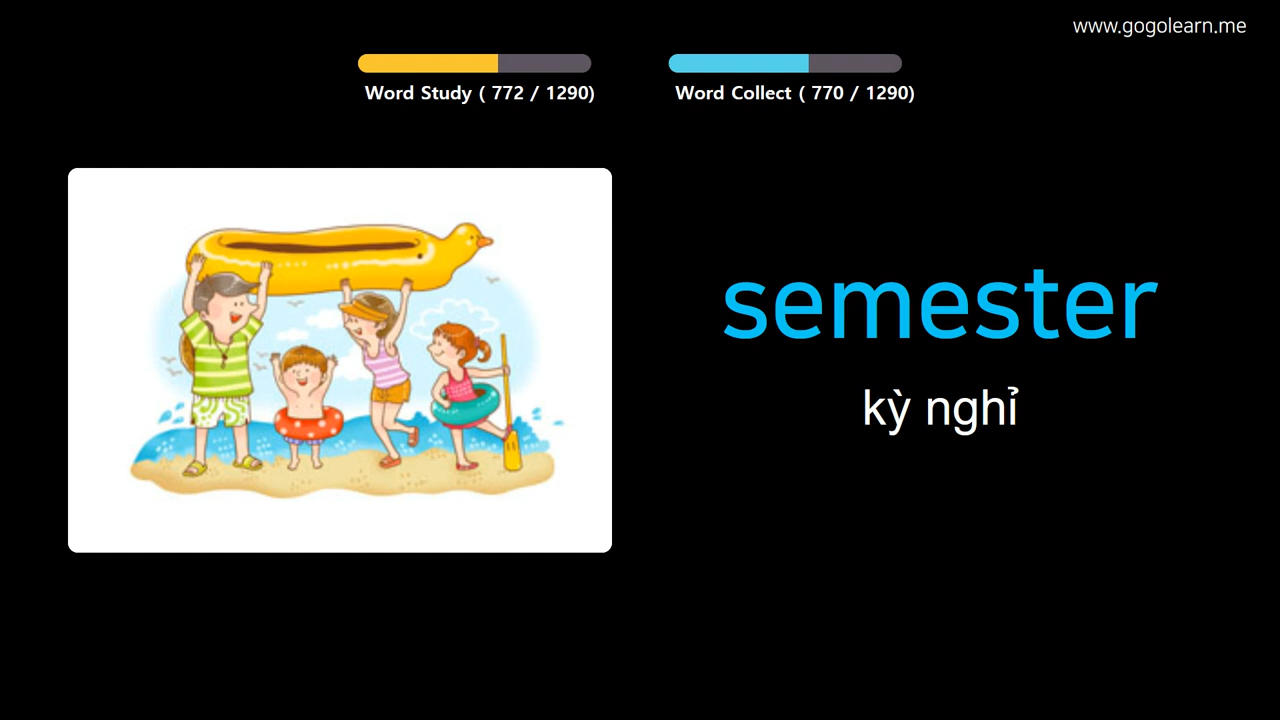 www.gogolearn.me
Word Study ( 772 / 1290)
Word Collect ( 770 / 1290)
semester
kỳ nghỉ